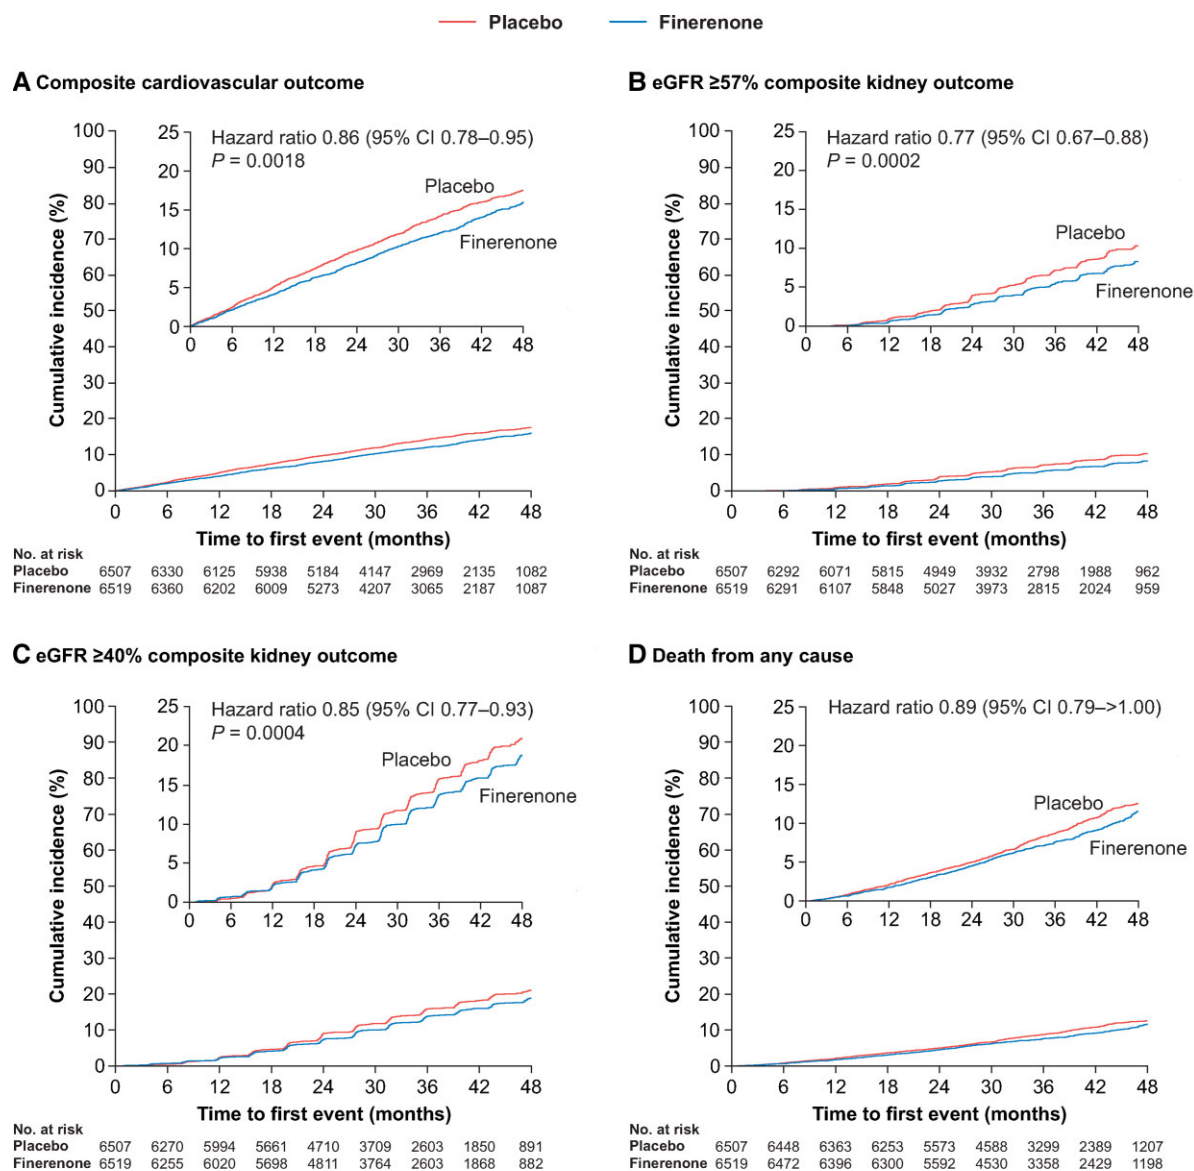 Placebo Finerenone
A Composite cardiovascular outcome
Cumulative incidence (%)
100
90
80
70
60
50
40
30
20
10
0
25
20
15
10
5
0
Hazard ratio 0.86 (95% CI 0.78–0.95)
P = 0.0018
Placebo
Finerenone
0 6 12 18 24 30 36 42 48
0 6 12 18 24 30 36 42 48
Time to first event (months)
No. at risk
Placebo 6507 6330 6125 5938 5184 4147 2969 2135 1082
Finerenone 6519 6360 6202 6009 5273 4207 3065 2187 1087
B eGFR ≥57% composite kidney outcome
Cumulative incidence (%)
100
90
80
70
60
50
40
30
20
10
0
25
20
15
10
5
0
Hazard ratio 0.77 (95% CI 0.67–0.88)
P = 0.0002
Placebo
Finerenone
0 6 12 18 24 30 36 42 48
0 6 12 18 24 30 36 42 48
Time to first event (months)
No. at risk
Placebo 6507 6292 6071 5815 4949 3932 2798 1988 962
Finerenone 6519 6291 6107 5848 5027 3973 2815 2024 959
C eGFR ≥40% composite kidney outcome
Cumulative incidence (%)
100
90
80
70
60
50
40
30
20
10
0
25
20
15
10
5
0
Hazard ratio 0.85 (95% CI 0.77–0.93)
P = 0.0004
Placebo
Finerenone
0 6 12 18 24 30 36 42 48
0 6 12 18 24 30 36 42 48
Time to first event (months)
No. at risk
Placebo 6507 6270 5994 5661 4710 3709 2603 1850 891
Finerenone 6519 6255 6020 5698 4811 3764 2603 1868 882
D Death from any cause
Cumulative incidence (%)
100
90
80
70
60
50
40
30
20
10
0
25
20
15
10
5
0
Hazard ratio 0.89 (95% CI 0.79–>1.00)
Placebo
Finerenone
0 6 12 18 24 30 36 42 48
0 6 12 18 24 30 36 42 48
Time to first event (months)
No. at risk
Placebo 6507 6448 6363 6253 5573 4588 3299 2389 1207
Finerenone 6519 6472 6396 6300 5592 4530 3358 2429 1198